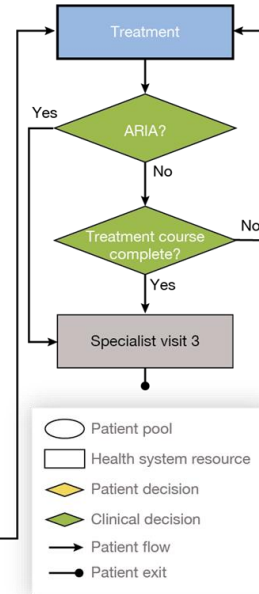 Treatment
Yes
ARIA?
No
Treatment course
complete?
No
Yes
Specialist visit 3
Patient pool
Health system resource
Patient decision
Clinical decision
Patient flow
Patient exit